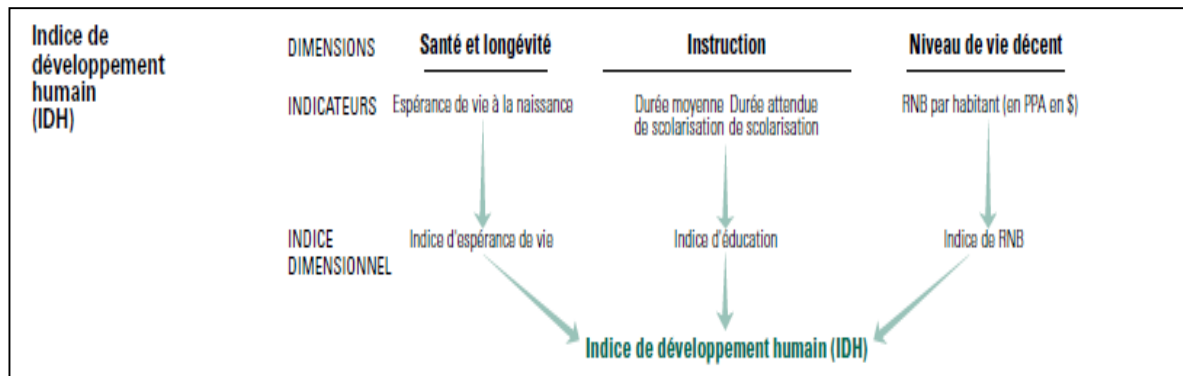 Indice de
développement
humain
(IDH)
DIMENSIONS Santé et longévité Instruction Niveau de vie décent
INDICATEURS Espérance de vie à la naissance Durée moyenne Durée attendue RNB par habitant (en PPA en $)
de scolarisation de scolarisation
INDICE Indice d'espérance de vie Indice d'éducation Indice de RNB
DIMENSIONNEL
Indice de développement humain (IDH)